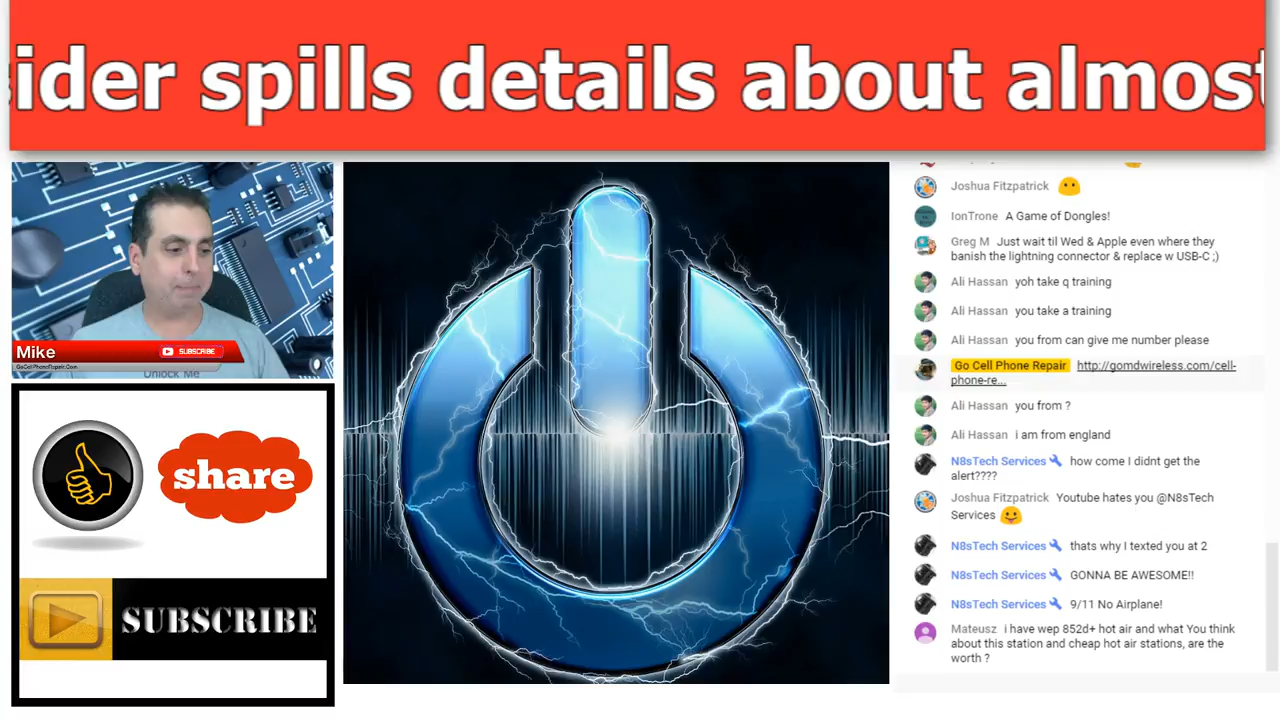 ider spills details about almost
Mike
SUBSCRIBE
GoCellPhoneRepair.Com
Unlock Me
share
SUBSCRIBE
Joshua Fitzpatrick
IonTrone A Game of Dongles!
Greg M Just wait til Wed & Apple even where they
banish the lightning connector & replace w USB-C ;)
Ali Hassan yoh take q training
Ali Hassan you take a training
Ali Hassan you from can give me number please
Go Cell Phone Repair http://gomdwireless.com/cell-
phone-re...
Ali Hassan you from ?
Ali Hassan i am from england
N8sTech Services how come I didnt get the
alert????
Joshua Fitzpatrick Youtube hates you @N8sTech
Services
N8sTech Services thats why I texted you at 2
N8sTech Services GONNA BE AWESOME!!
N8sTech Services 9/11 No Airplane!
Mateusz i have wep 852d+ hot air and what You think
about this station and cheap hot air stations, are the
worth ?